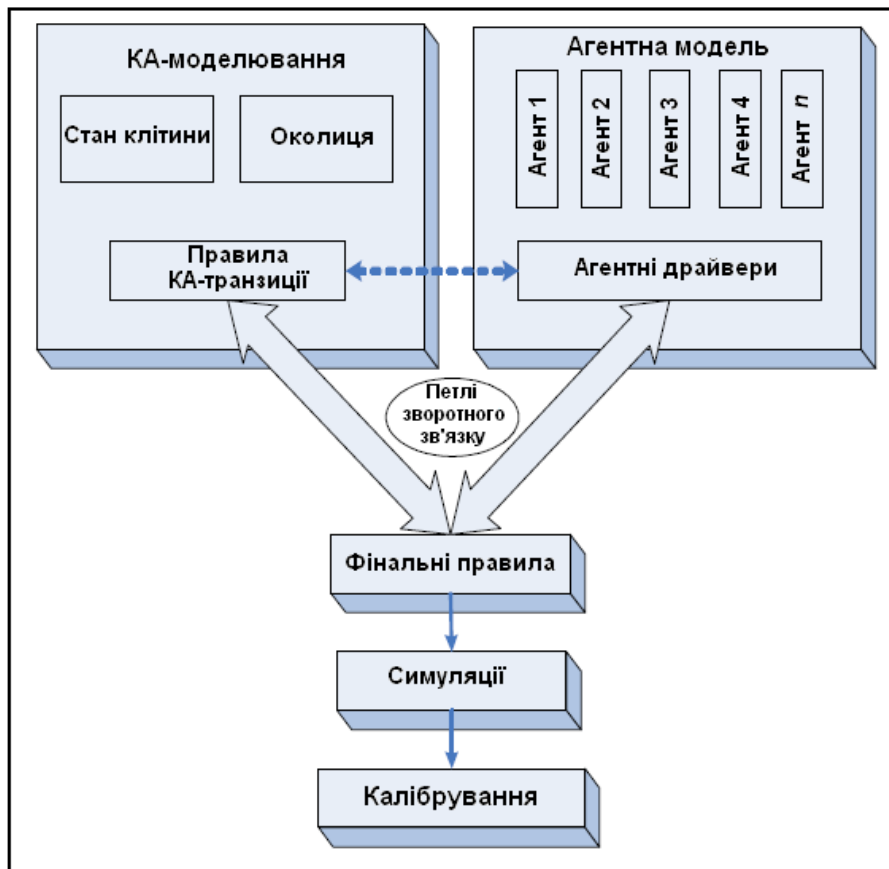 КА-моделювання
Стан клітини
Околиця
Правила
КА-транзиції
Агентна модель
Агент 1
Агент 2
Агент 3
Агент 4
Агент n
Агентні драйвери
Петлі
зворотного
зв'язку
Фінальні правила
Симуляції
Калібрування